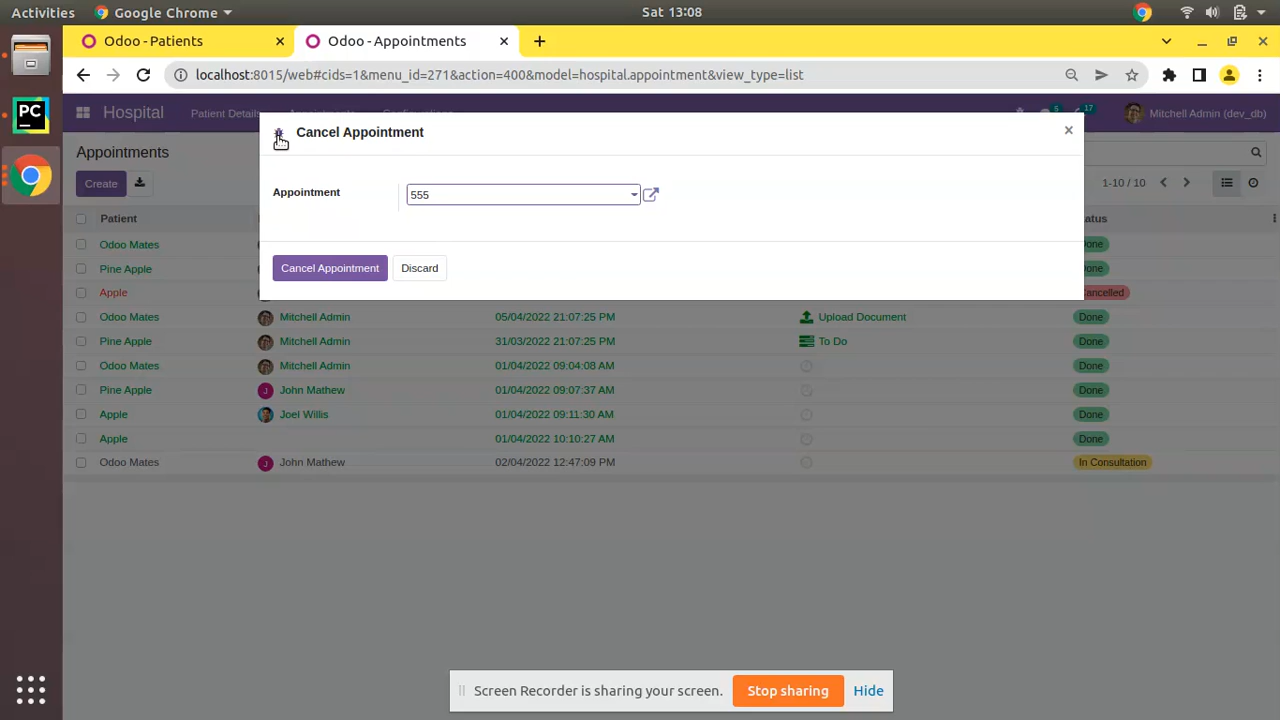 Activities Google Chrome Sat 13:08
Odoo - Patients Odoo - Appointments
localhost:8015/web#cids=1&menu_id=271&action=400&model=hospital.appointment&view_type=list
Hospital Patient Details 5 17 Mitchell Admin (dev_db)
Cancel Appointment ×
Appointments
Create 1-10 / 10
Appointment 555
Patient
Odoo Mates Done
Pine Apple Done
Cancel Appointment Discard
Apple Cancelled
Odoo Mates Mitchell Admin 05/04/2022 21:07:25 PM Upload Document Done
Pine Apple Mitchell Admin 31/03/2022 21:07:25 PM To Do Done
Odoo Mates Mitchell Admin 01/04/2022 09:04:08 AM Done
Pine Apple J John Mathew 01/04/2022 09:07:37 AM Done
Apple Joel Willis 01/04/2022 09:11:30 AM Done
Apple 01/04/2022 10:10:27 AM Done
Odoo Mates J John Mathew 02/04/2022 12:47:09 PM In Consultation
PC
Screen Recorder is sharing your screen. Stop sharing Hide